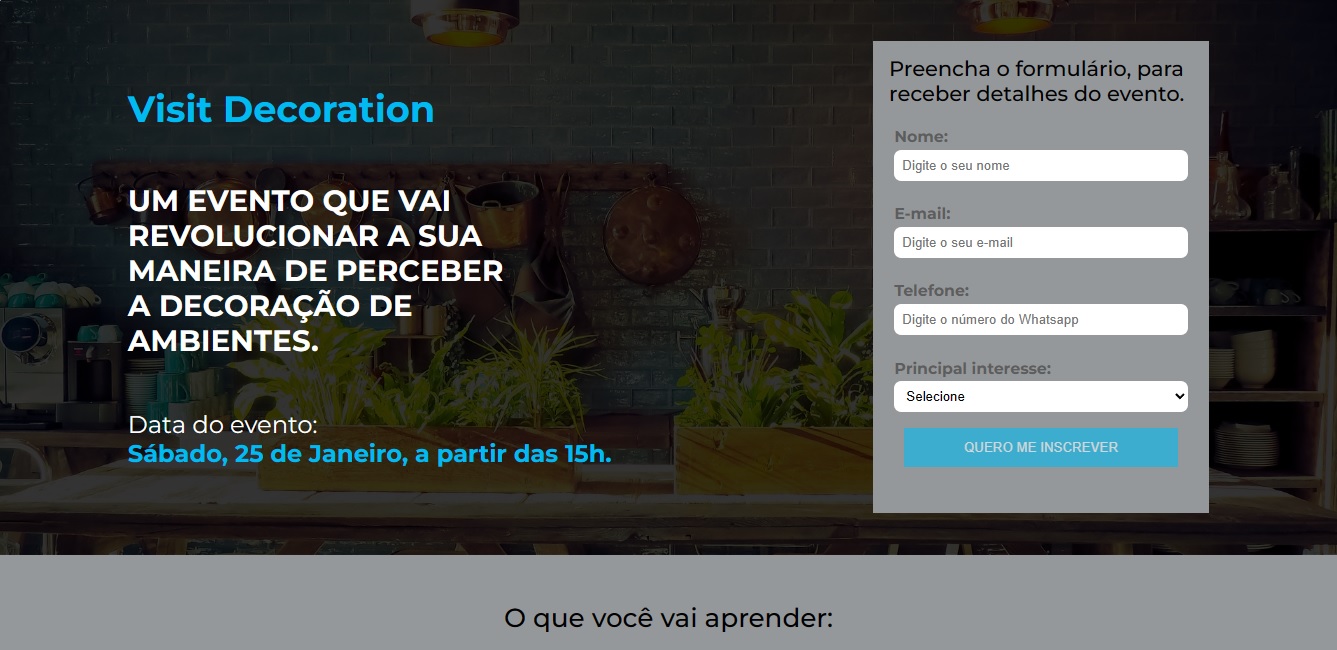 Visit Decoration
UM EVENTO QUE VAI
REVOLUCIONAR A SUA
MANEIRA DE PERCEBER
A DECORAÇÃO DE
AMBIENTES.
Data do evento:
Sábado, 25 de Janeiro, a partir das 15h.
Preencha o formulário, para
receber detalhes do evento.
Nome:
Digite o seu nome
E-mail:
Digite o seu e-mail
Telefone:
Digite o número do Whatsapp
Principal interesse:
Selecione
QUERO ME INSCREVER
O que você vai aprender: